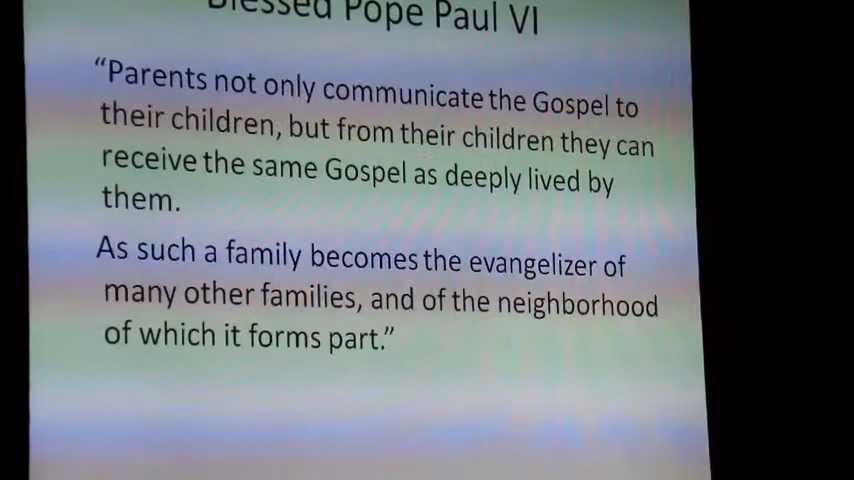 Blessed Pope Paul VI
“Parents not only communicate the Gospel to
their children, but from their children they can
receive the same Gospel as deeply lived by
them.
As such a family becomes the evangelizer of
many other families, and of the neighborhood
of which it forms part.”